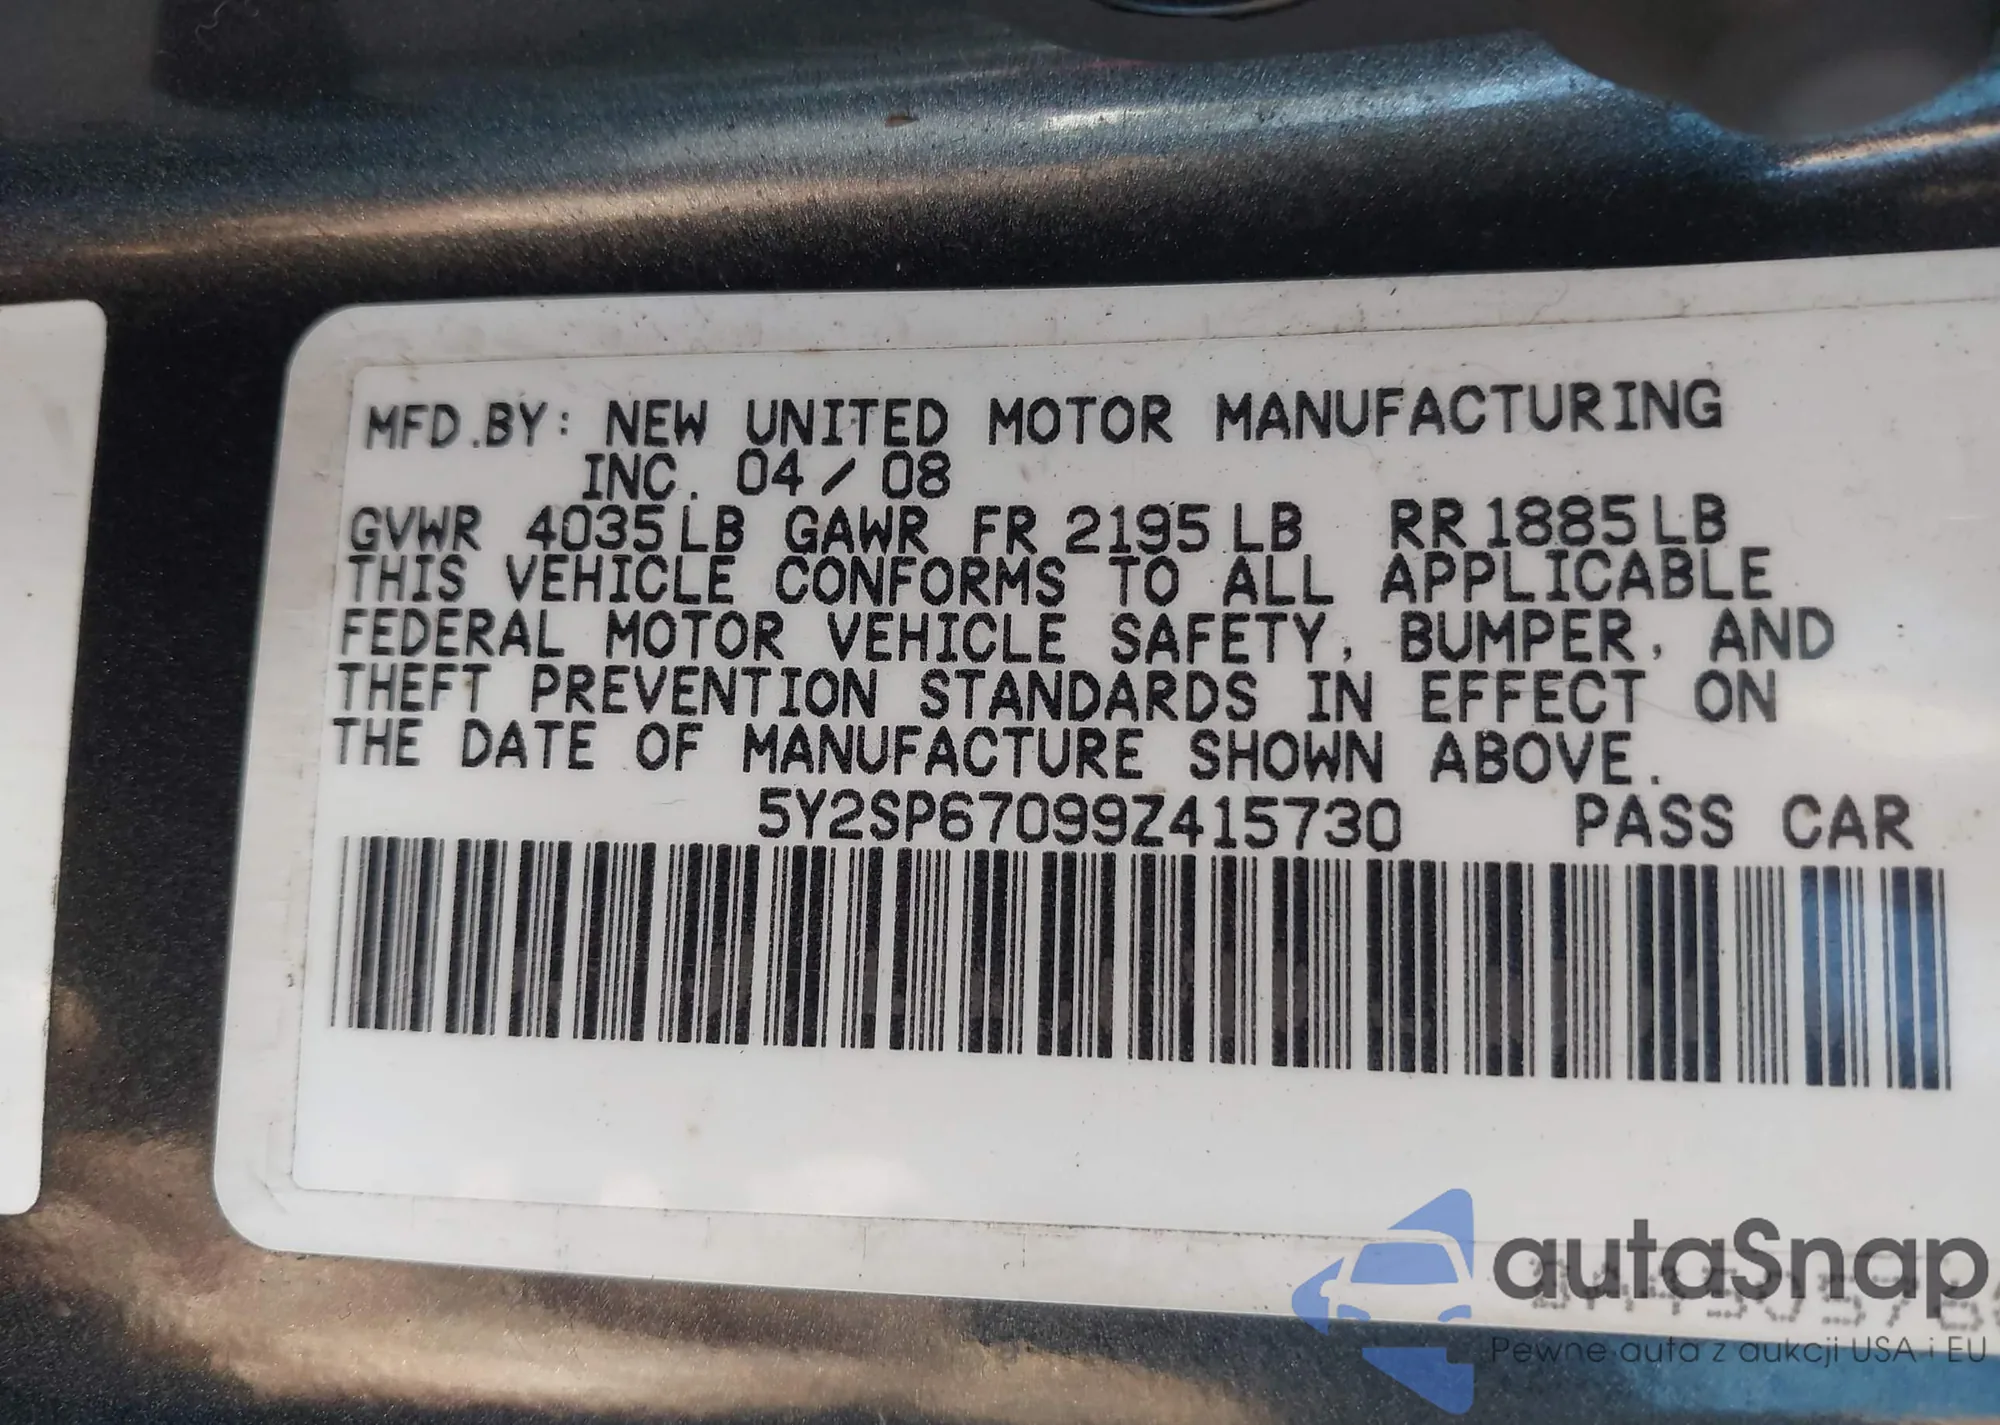 MFD.BY: NEW UNITED MOTOR MANUFACTURING
INC. 04/08
GVWR 4035LB GAWR FR 2195LB RR 1885LB
THIS VEHICLE CONFORMS TO ALL APPLICABLE
FEDERAL MOTOR VEHICLE SAFETY, BUMPER, AND
THEFT PREVENTION STANDARDS IN EFFECT ON
THE DATE OF MANUFACTURE SHOWN ABOVE.
5Y2SP67099Z415730 PASS CAR
autaSnap
Pewne auta z aukcji USA i EU